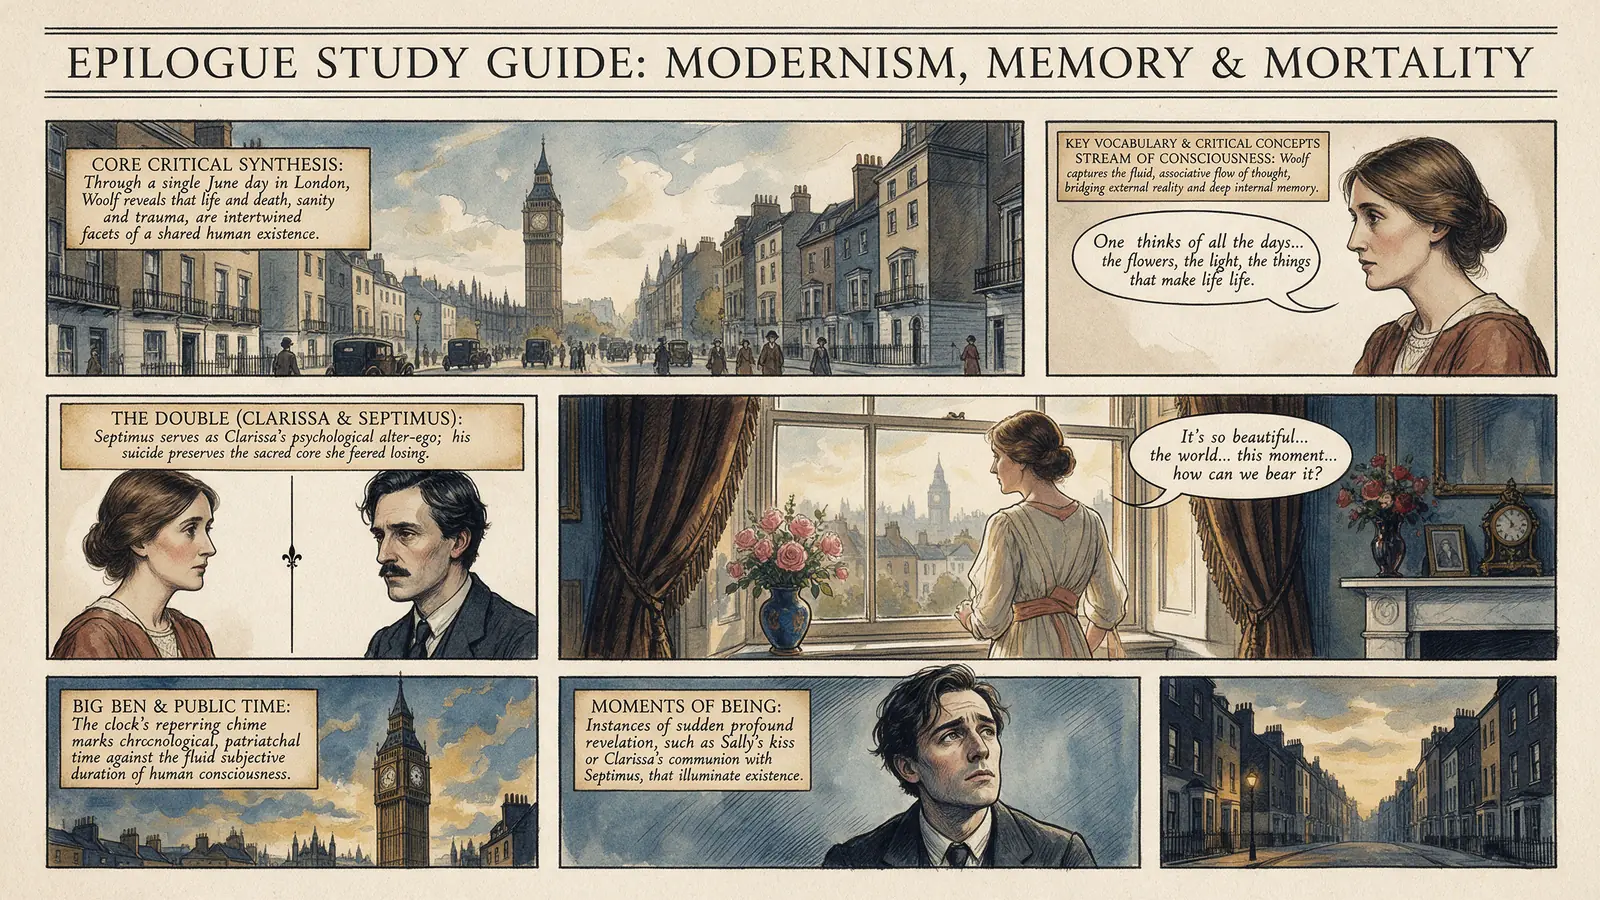 EPILOGUE STUDY GUIDE: MODERNISM, MEMORY & MORTALITY
CORE CRITICAL SYNTHESIS:
Through a single June day in London,
Woolf reveals that life and death, sanity
and trauma, are intertwined
facets of a shared human existence.
KEY VOCABULARY & CRITICAL CONCEPTS
STREAM OF CONSCIOUSNESS: Woolf
captures the fluid, associative flow of thought,
bridging external reality and deep internal memory.
One thinks of all the days...
the flowers, the light, the things
that make life life.
THE DOUBLE (CLARISSA & SEPTIMUS):
Septimus serves as Clarissa's psychological alter-ego; his
suicide preserves the sacred core she feered losing.
It's so beautiful...
the world... this moment...
how can we bear it?
BIG BEN & PUBLIC TIME:
The clock's reperring chime
marks chrcnological, patriatchal
time against the fluid subjective
duration of human consciousness.
MOMENTS OF BEING:
Instances of sudden profound
revelation, such as Sally's kiss
or Clarissa's communion with
Septimus, that illuminate existence.